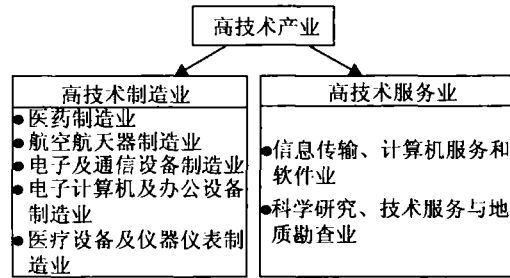 高技术产业
高技术制造业
●医药制造业
●航空航天器制造业
●电子及通信设备制造业
●电子计算机及办公设备
制造业
●医疗设备及仪器仪表制
造业
高技术服务业
●信息传输、计算机服务和
软件业
●科学研究、技术服务与地
质勘查业